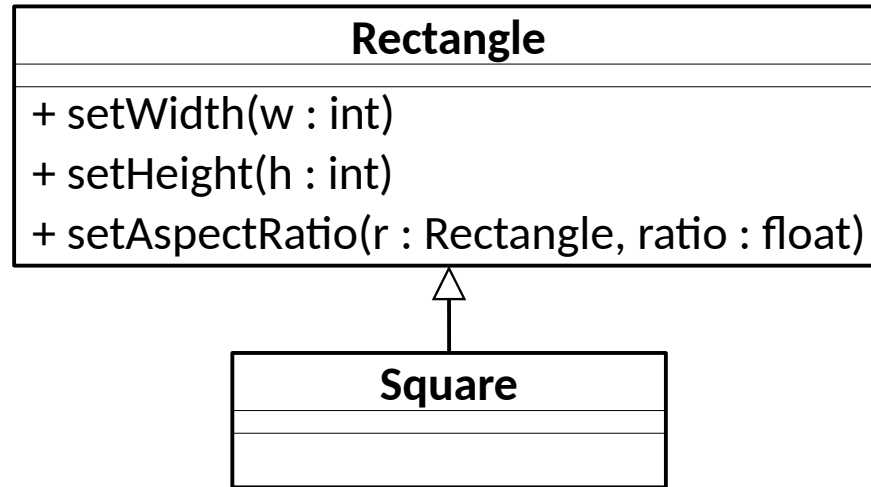 Rectangle
+ setWidth(w : int)
+ setHeight(h : int)
+ setAspectRatio(r : Rectangle, ratio : float)
Square